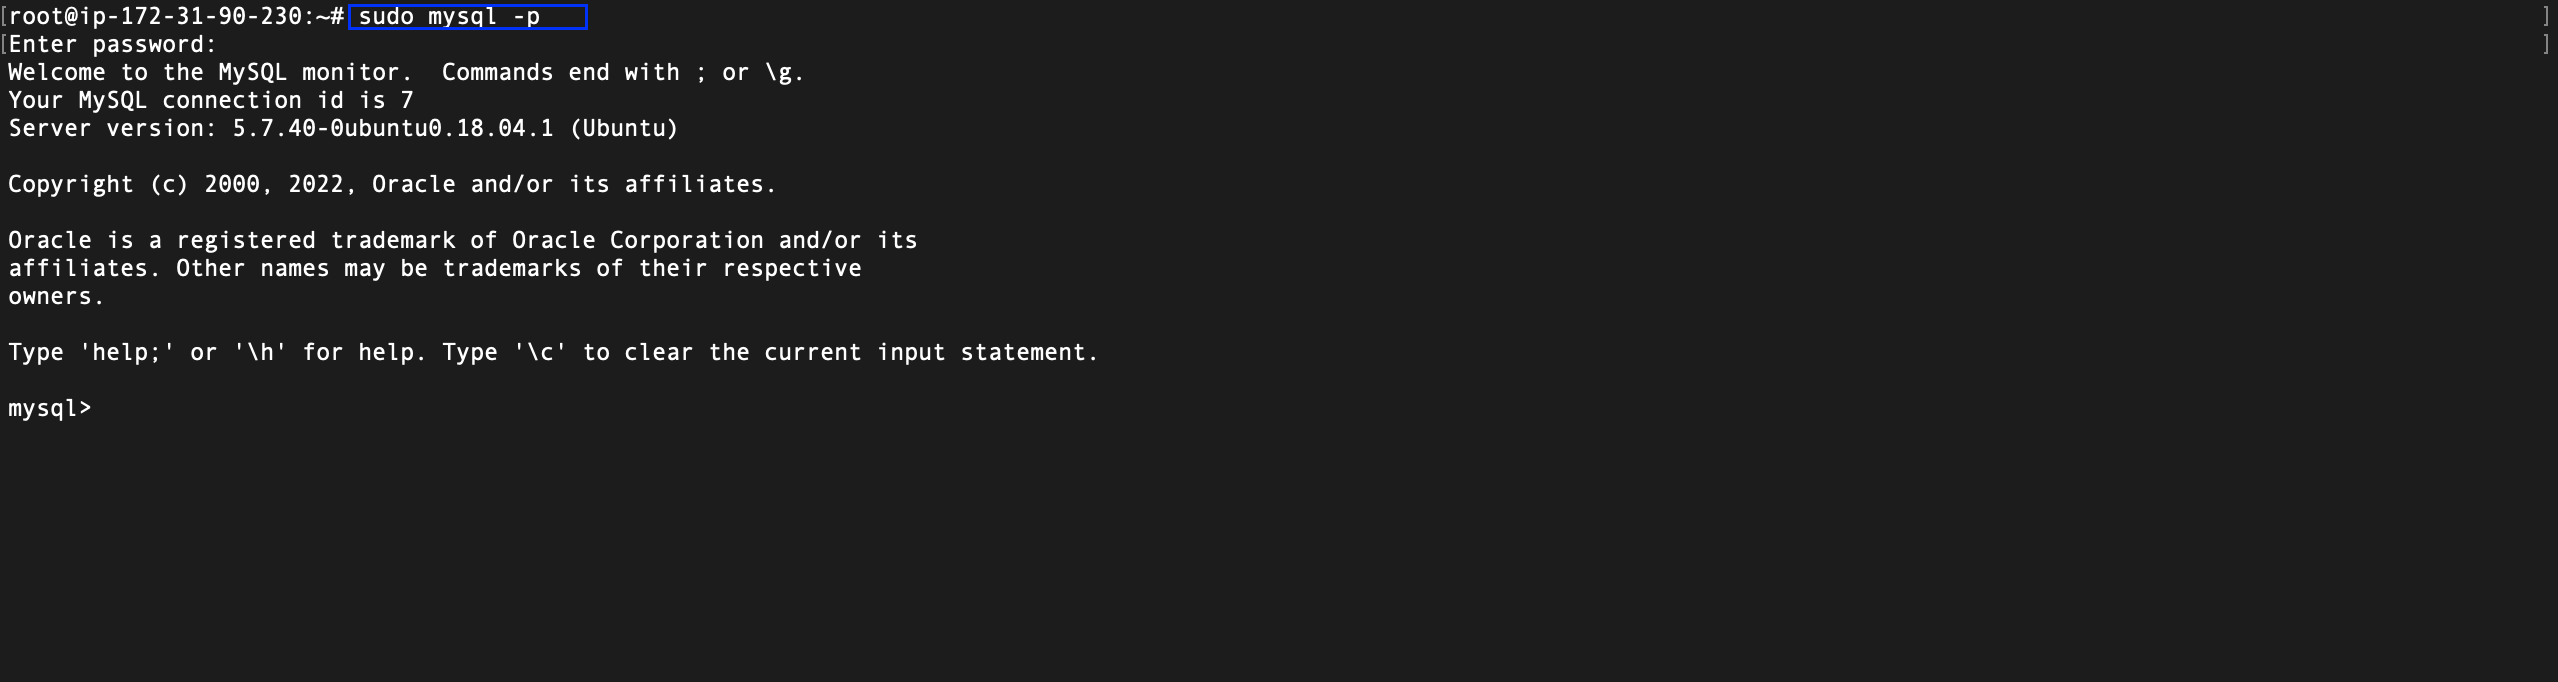 [root@ip-172-31-90-230:~# sudo mysql -p ]
[Enter password: ]
Welcome to the MySQL monitor.  Commands end with ; or \g.
Your MySQL connection id is 7
Server version: 5.7.40-0ubuntu0.18.04.1 (Ubuntu)

Copyright (c) 2000, 2022, Oracle and/or its affiliates.

Oracle is a registered trademark of Oracle Corporation and/or its
affiliates. Other names may be trademarks of their respective
owners.

Type 'help;' or '\h' for help. Type '\c' to clear the current input statement.

mysql>